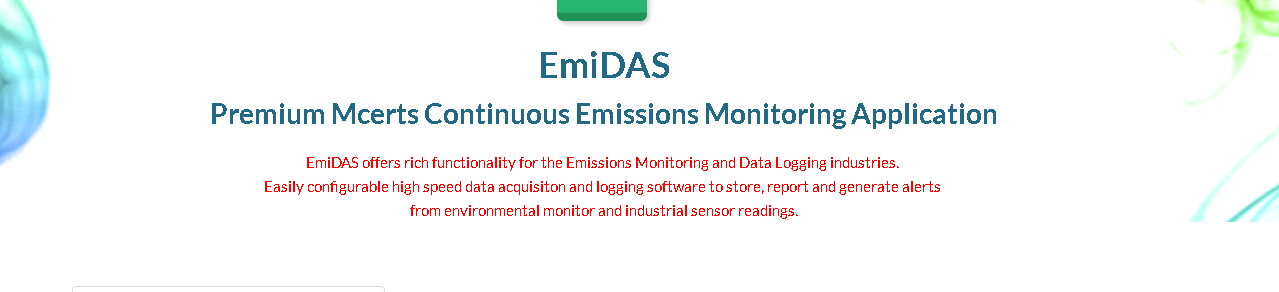 EmiDAS
Premium Mcerts Continuous Emissions Monitoring Application
EmiDAS offers rich functionality for the Emissions Monitoring and Data Logging industries.
Easily configurable high speed data acquisiton and logging software to store, report and generate alerts
from environmental monitor and industrial sensor readings.